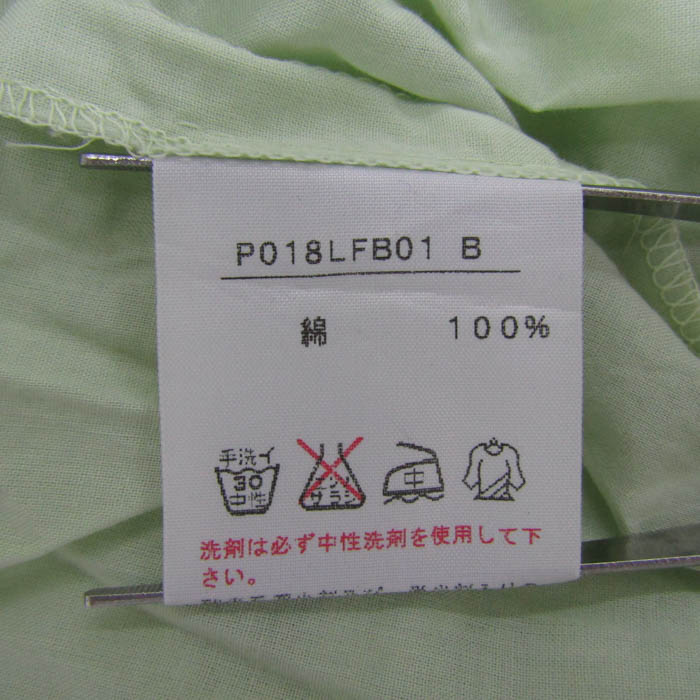 P018LFB01 B
綿 100%
手洗イ
30
中性
エンソ
サラシ
中
洗剤は必ず中性洗剤を使用して下
さい。